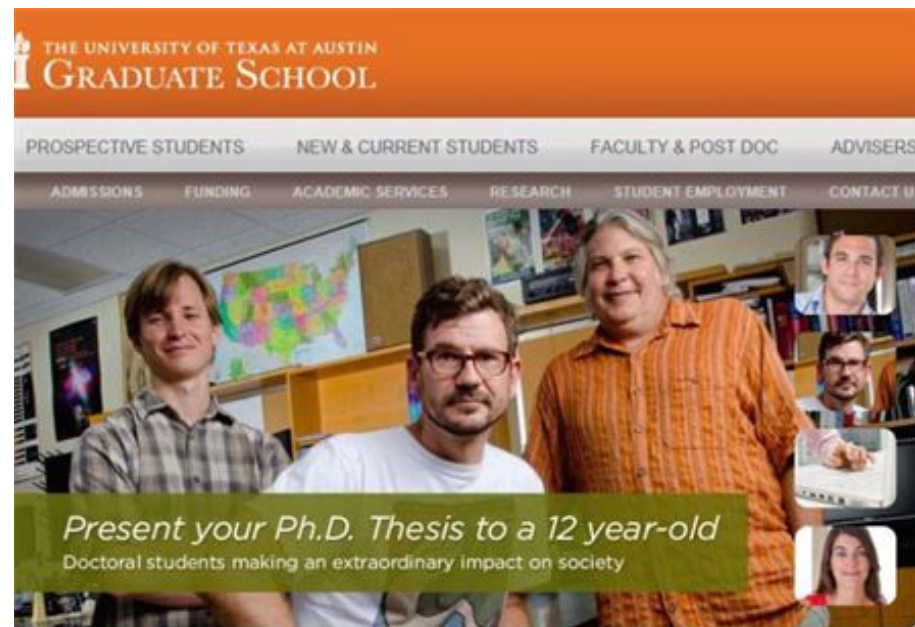 THE UNIVERSITY OF TEXAS AT AUSTIN
GRADUATE SCHOOL
PROSPECTIVE STUDENTS NEW & CURRENT STUDENTS FACULTY & POST DOC ADVISERS
ADMISSIONS FUNDING ACADEMIC SERVICES RESEARCH STUDENT EMPLOYMENT CONTACT U
Present your Ph.D. Thesis to a 12 year-old
Doctoral students making an extraordinary impact on society